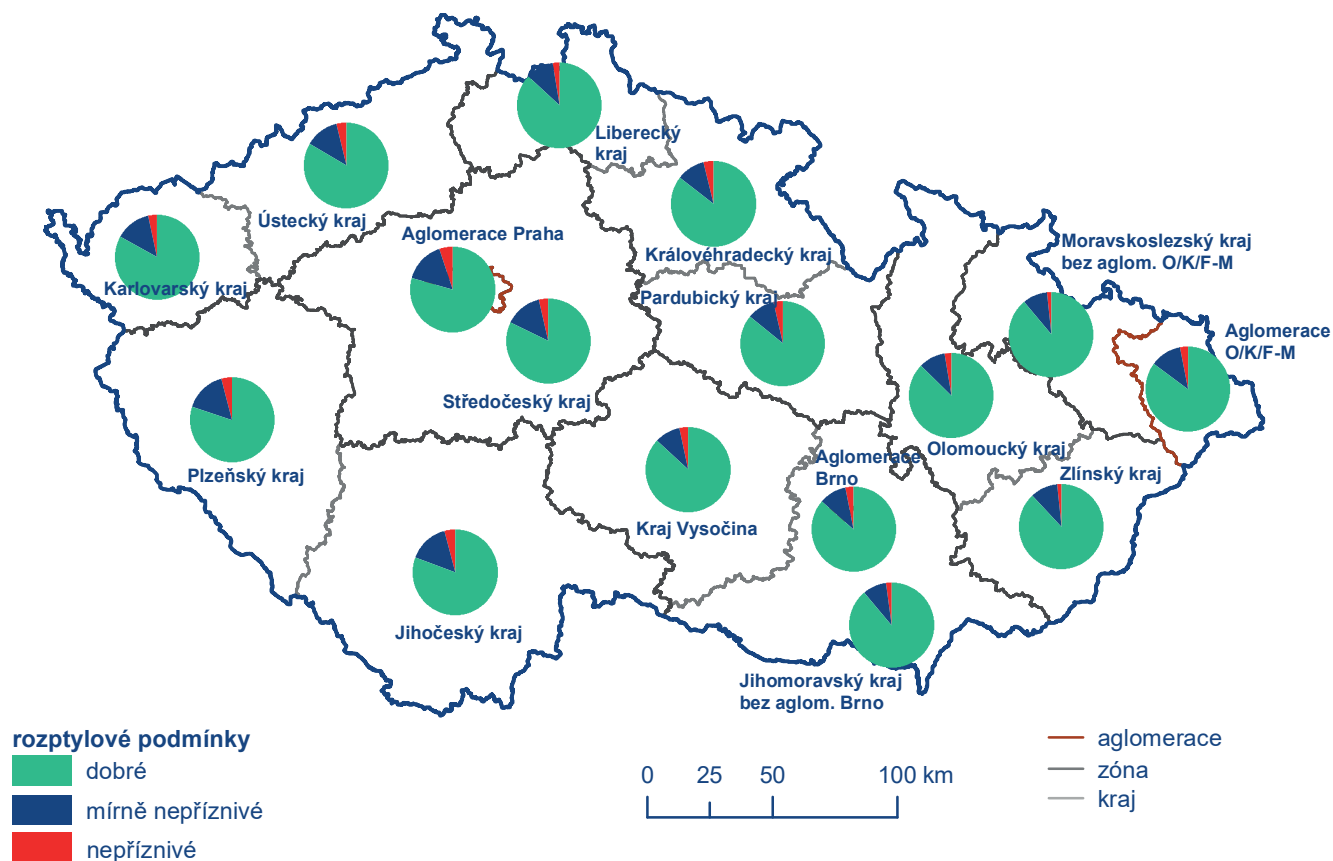 Liberecký
kraj
Ústecký kraj
Aglomerace Praha
Královéhradecký kraj
Moravskoslezský kraj
bez aglom. O/K/F-M
Karlovarský kraj
Pardubický kraj
Aglomerace
O/K/F-M
Středočeský kraj
Plzeňský kraj
Aglomerace
Brno
Olomoucký kraj
Zlínský kraj
Kraj Vysočina
Jihočeský kraj
Jihomoravský kraj
bez aglom. Brno
rozptylové podmínky
dobré
mírně nepříznivé
nepříznivé
0 25 50 100 km
aglomerace
zóna
kraj